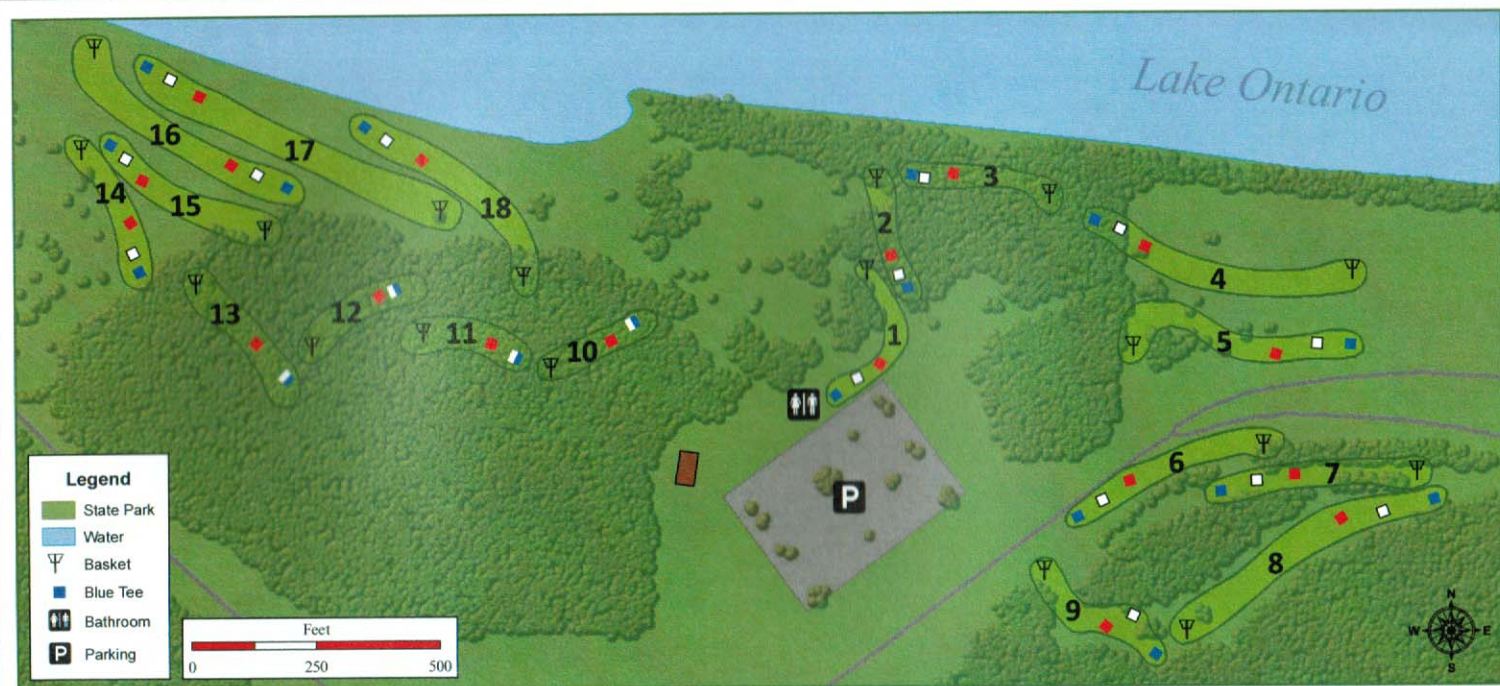 Lake Ontario
16
17
14
15
18
3
2
4
13
12
11
10
1
5
6
7
8
9
P
Legend
State Park
Water
Basket
Blue Tee
Bathroom
P Parking
Feet
0 250 500
N
W E
S